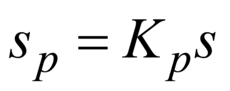 s_p = K_p s